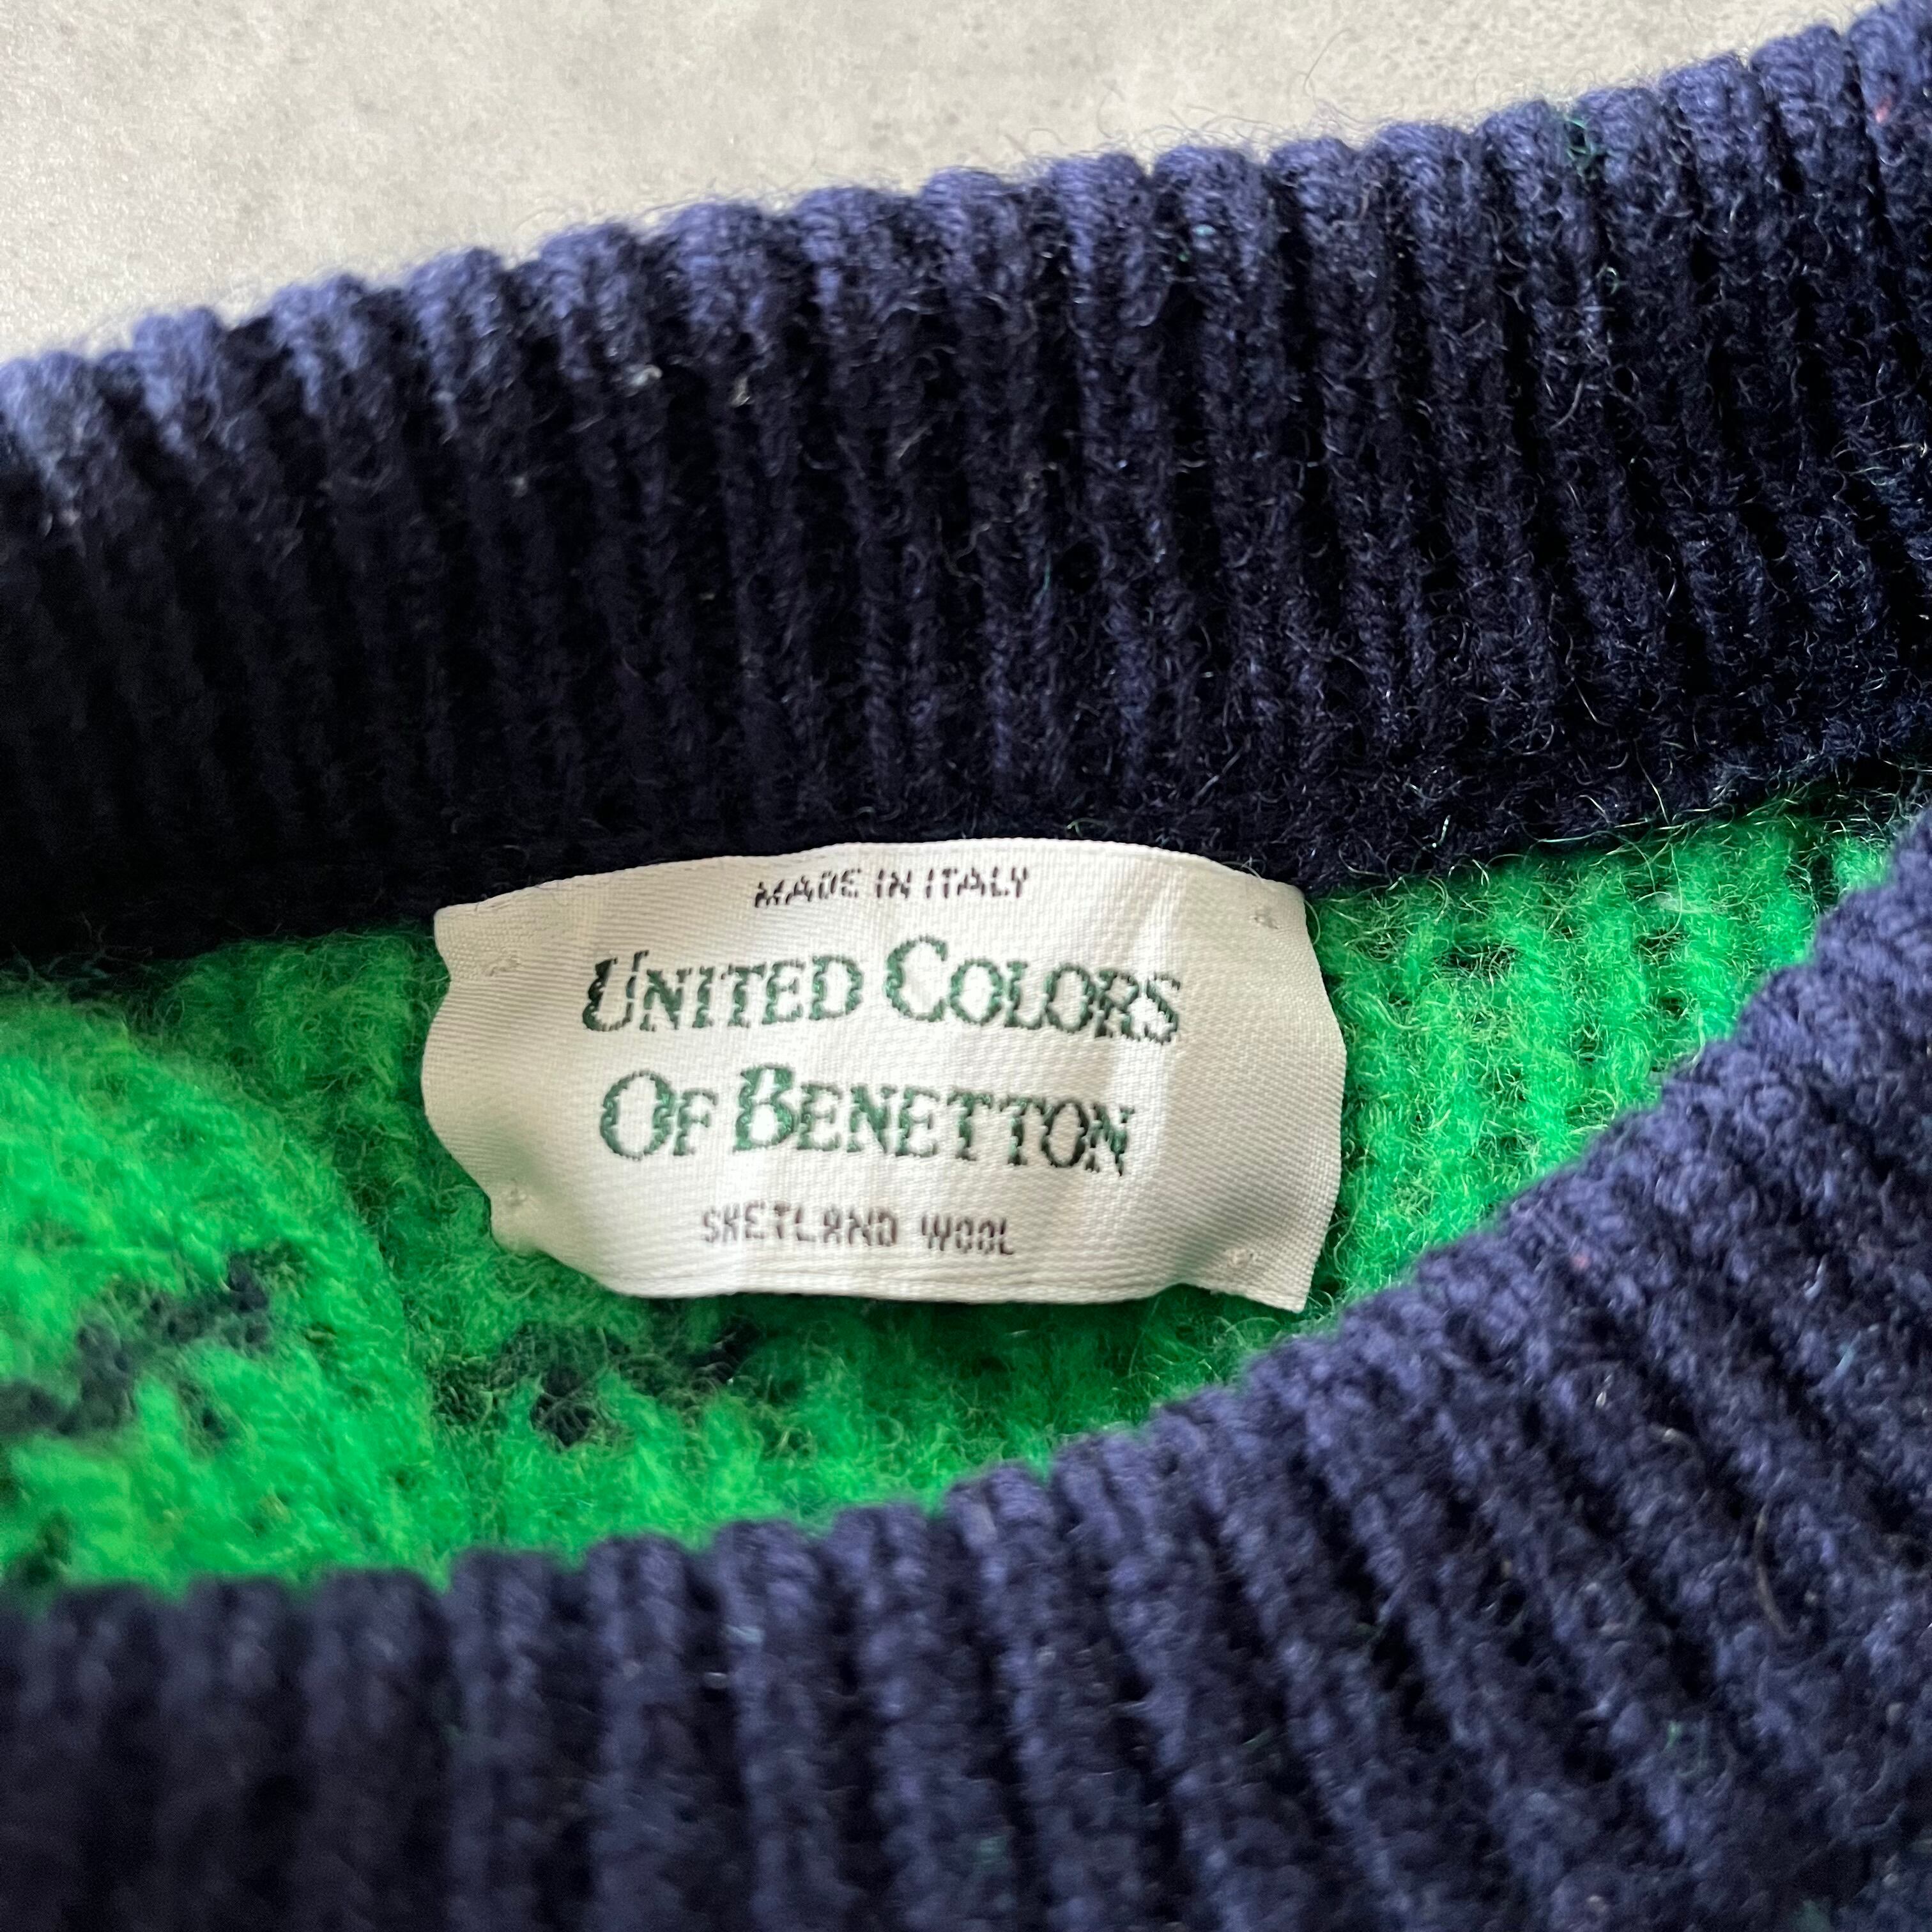 MADE IN ITALY
UNITED COLORS
OF BENETTON
SHETLAND WOOL